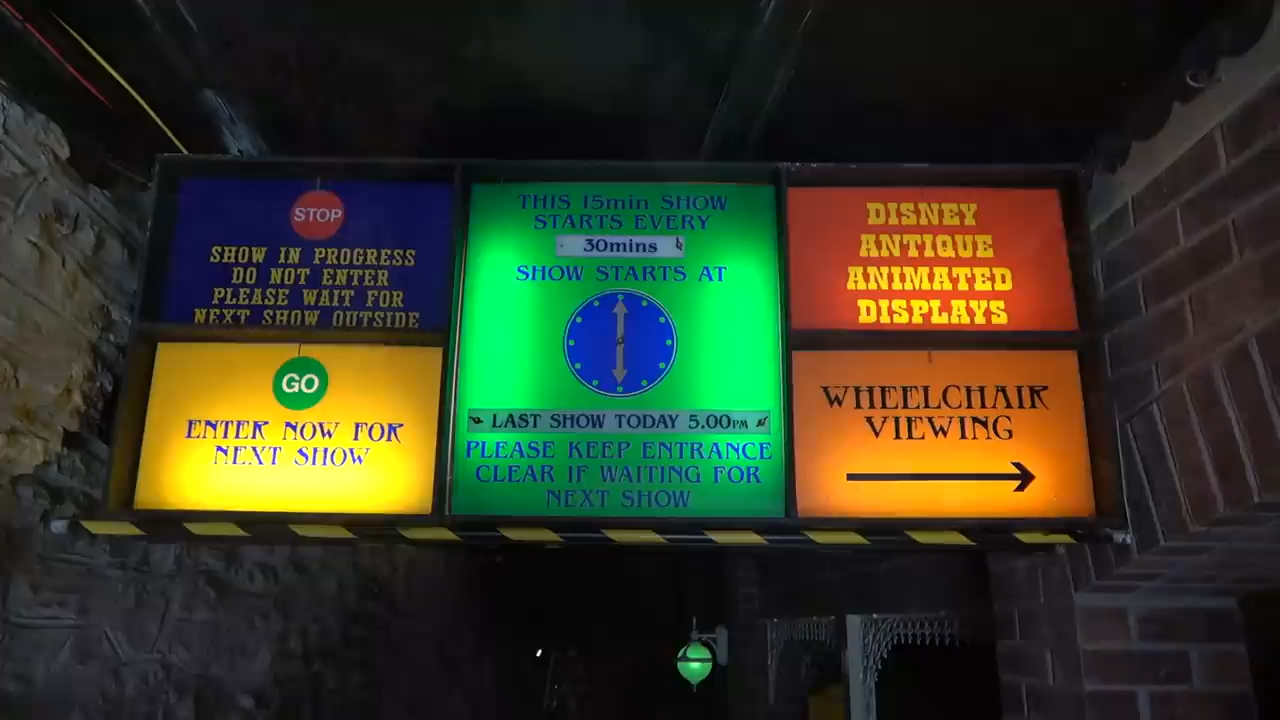 STOP
SHOW IN PROGRESS
DO NOT ENTER
PLEASE WAIT FOR
NEXT SHOW OUTSIDE
GO
ENTER NOW FOR
NEXT SHOW
THIS 15min SHOW
STARTS EVERY
30mins
SHOW STARTS AT
LAST SHOW TODAY 5.00PM
PLEASE KEEP ENTRANCE
CLEAR IF WAITING FOR
NEXT SHOW
DISNEY
ANTIQUE
ANIMATED
DISPLAYS
WHEELCHAIR
VIEWING